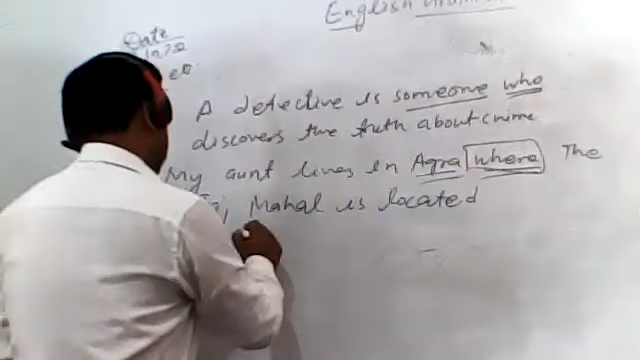 English
Date
A detective is someone who
discovers the truth about crime
My aunt lives in Agra where The
Mahal is located